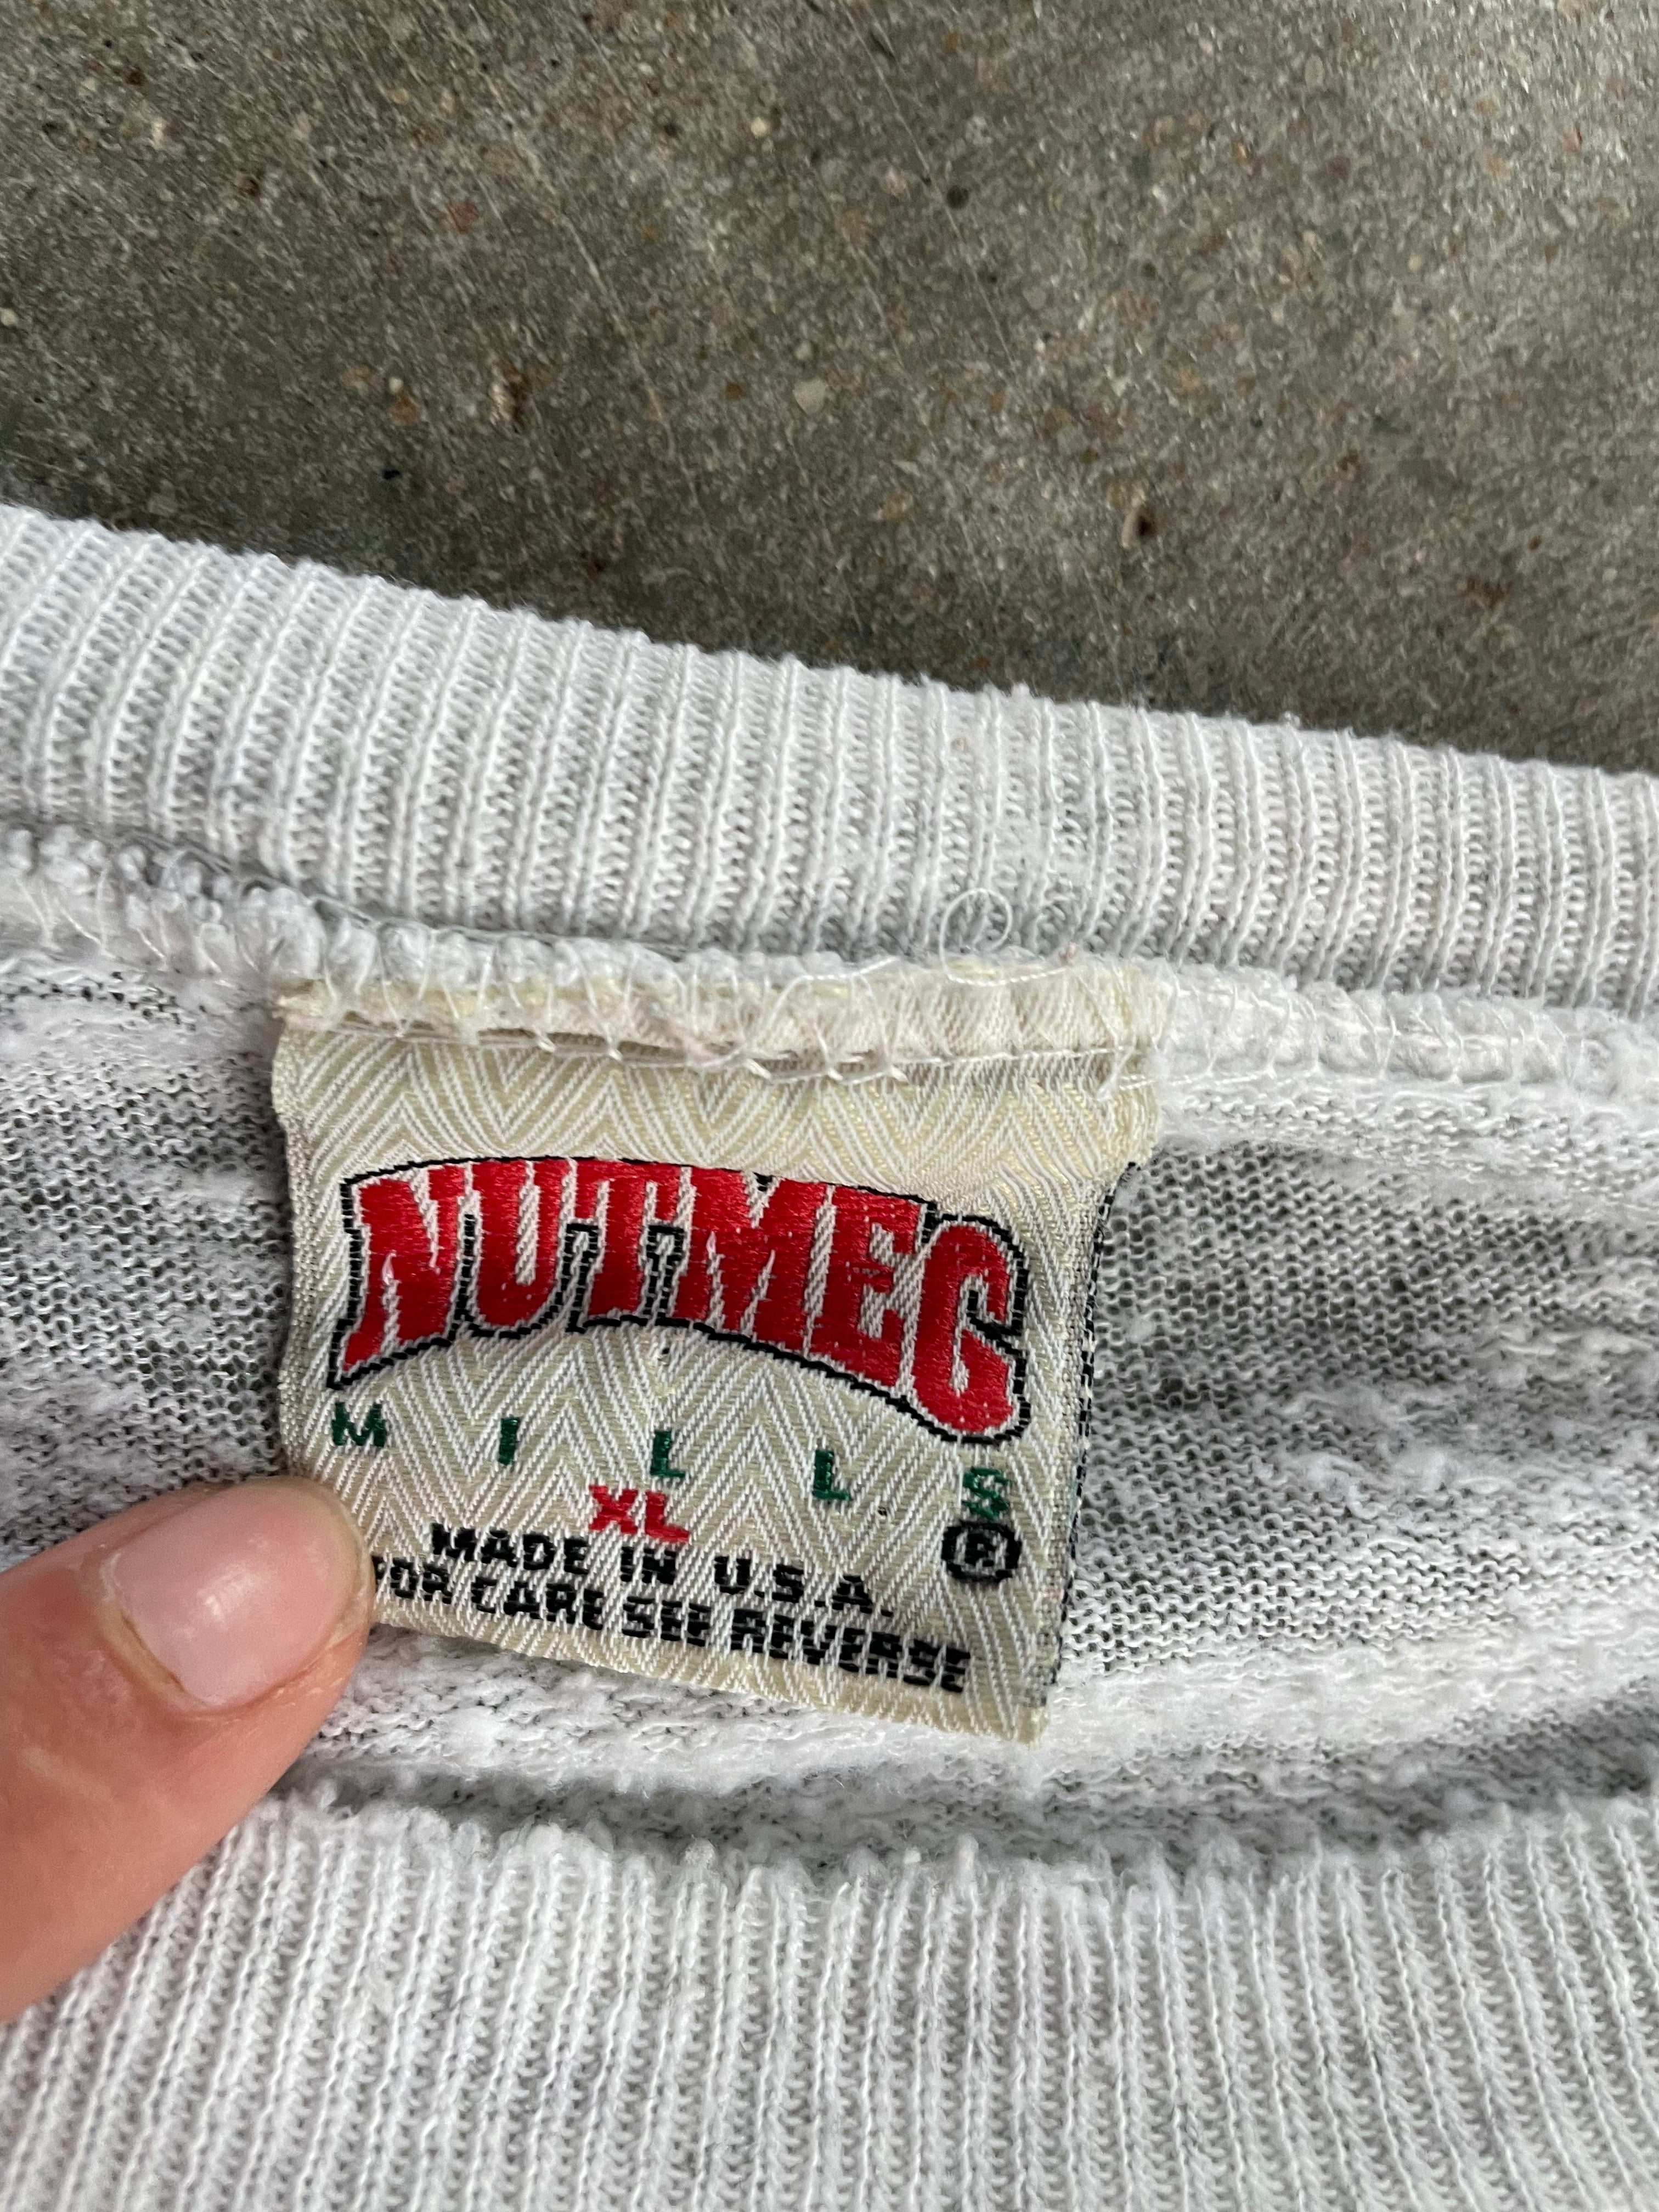 NUTMEG
MILLS
XL
MADE IN U.S.A. ®
FOR CARE SEE REVERSE